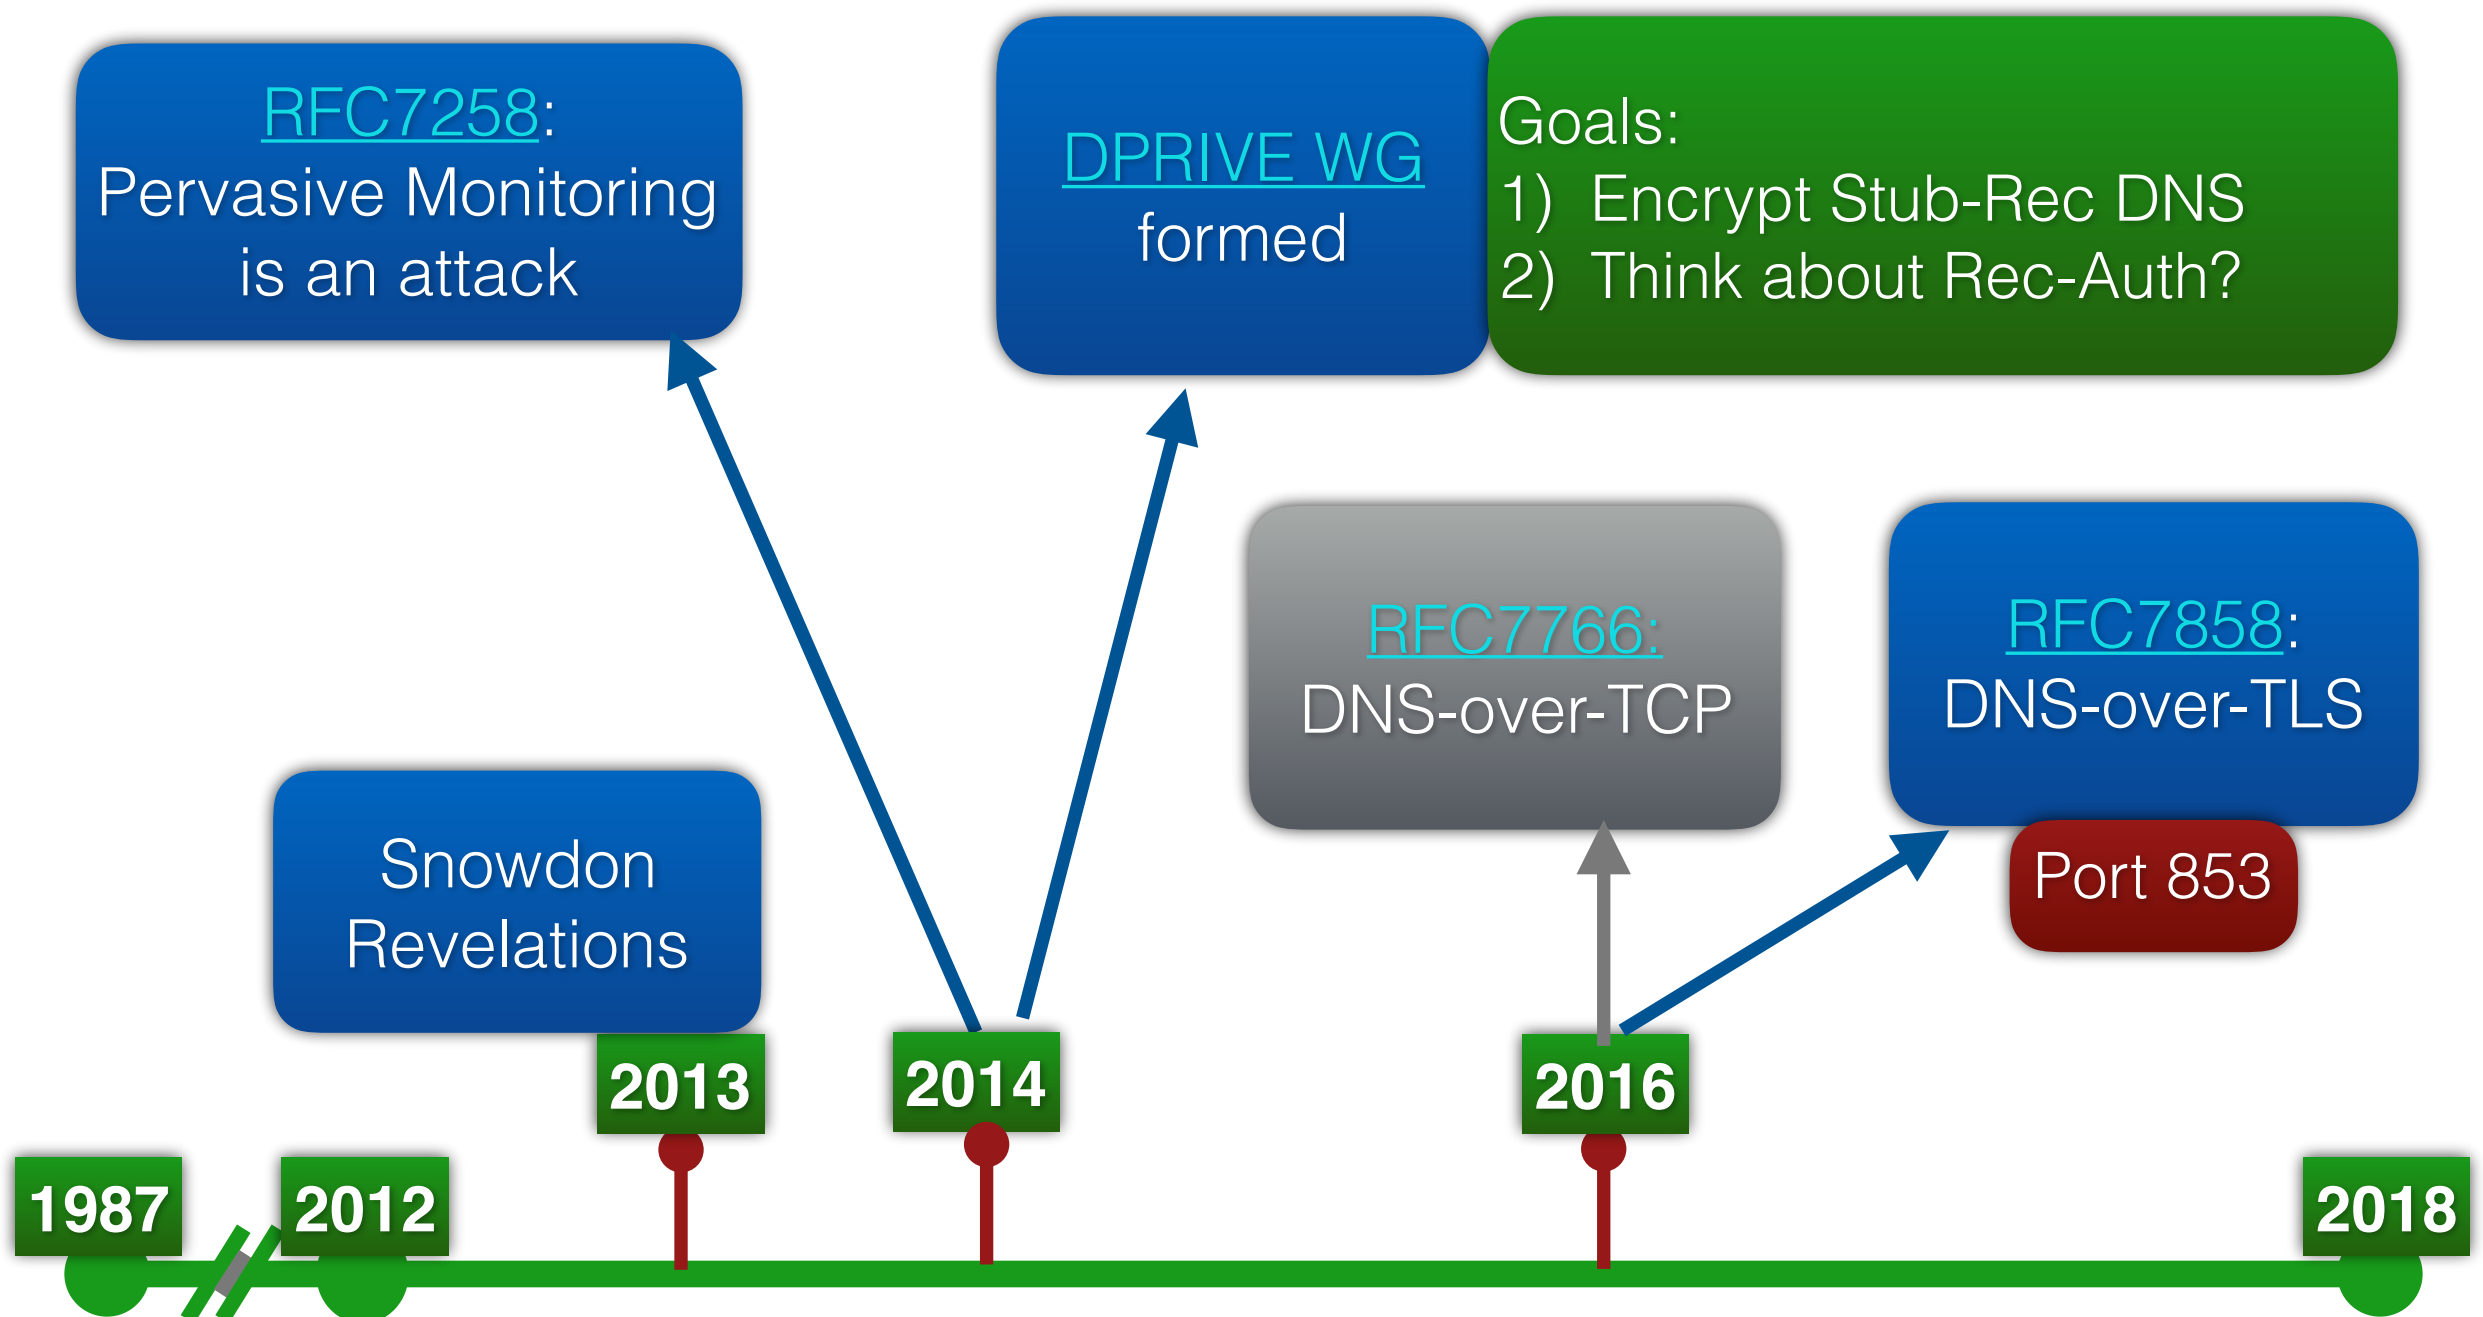 RFC7258:
Pervasive Monitoring
is an attack
DPRIVE WG
formed
Goals:
1) Encrypt Stub-Rec DNS
2) Think about Rec-Auth?
RFC7766:
DNS-over-TCP
RFC7858:
DNS-over-TLS
Port 853
Snowdon
Revelations
2013
2014
2016
1987
2012
2018